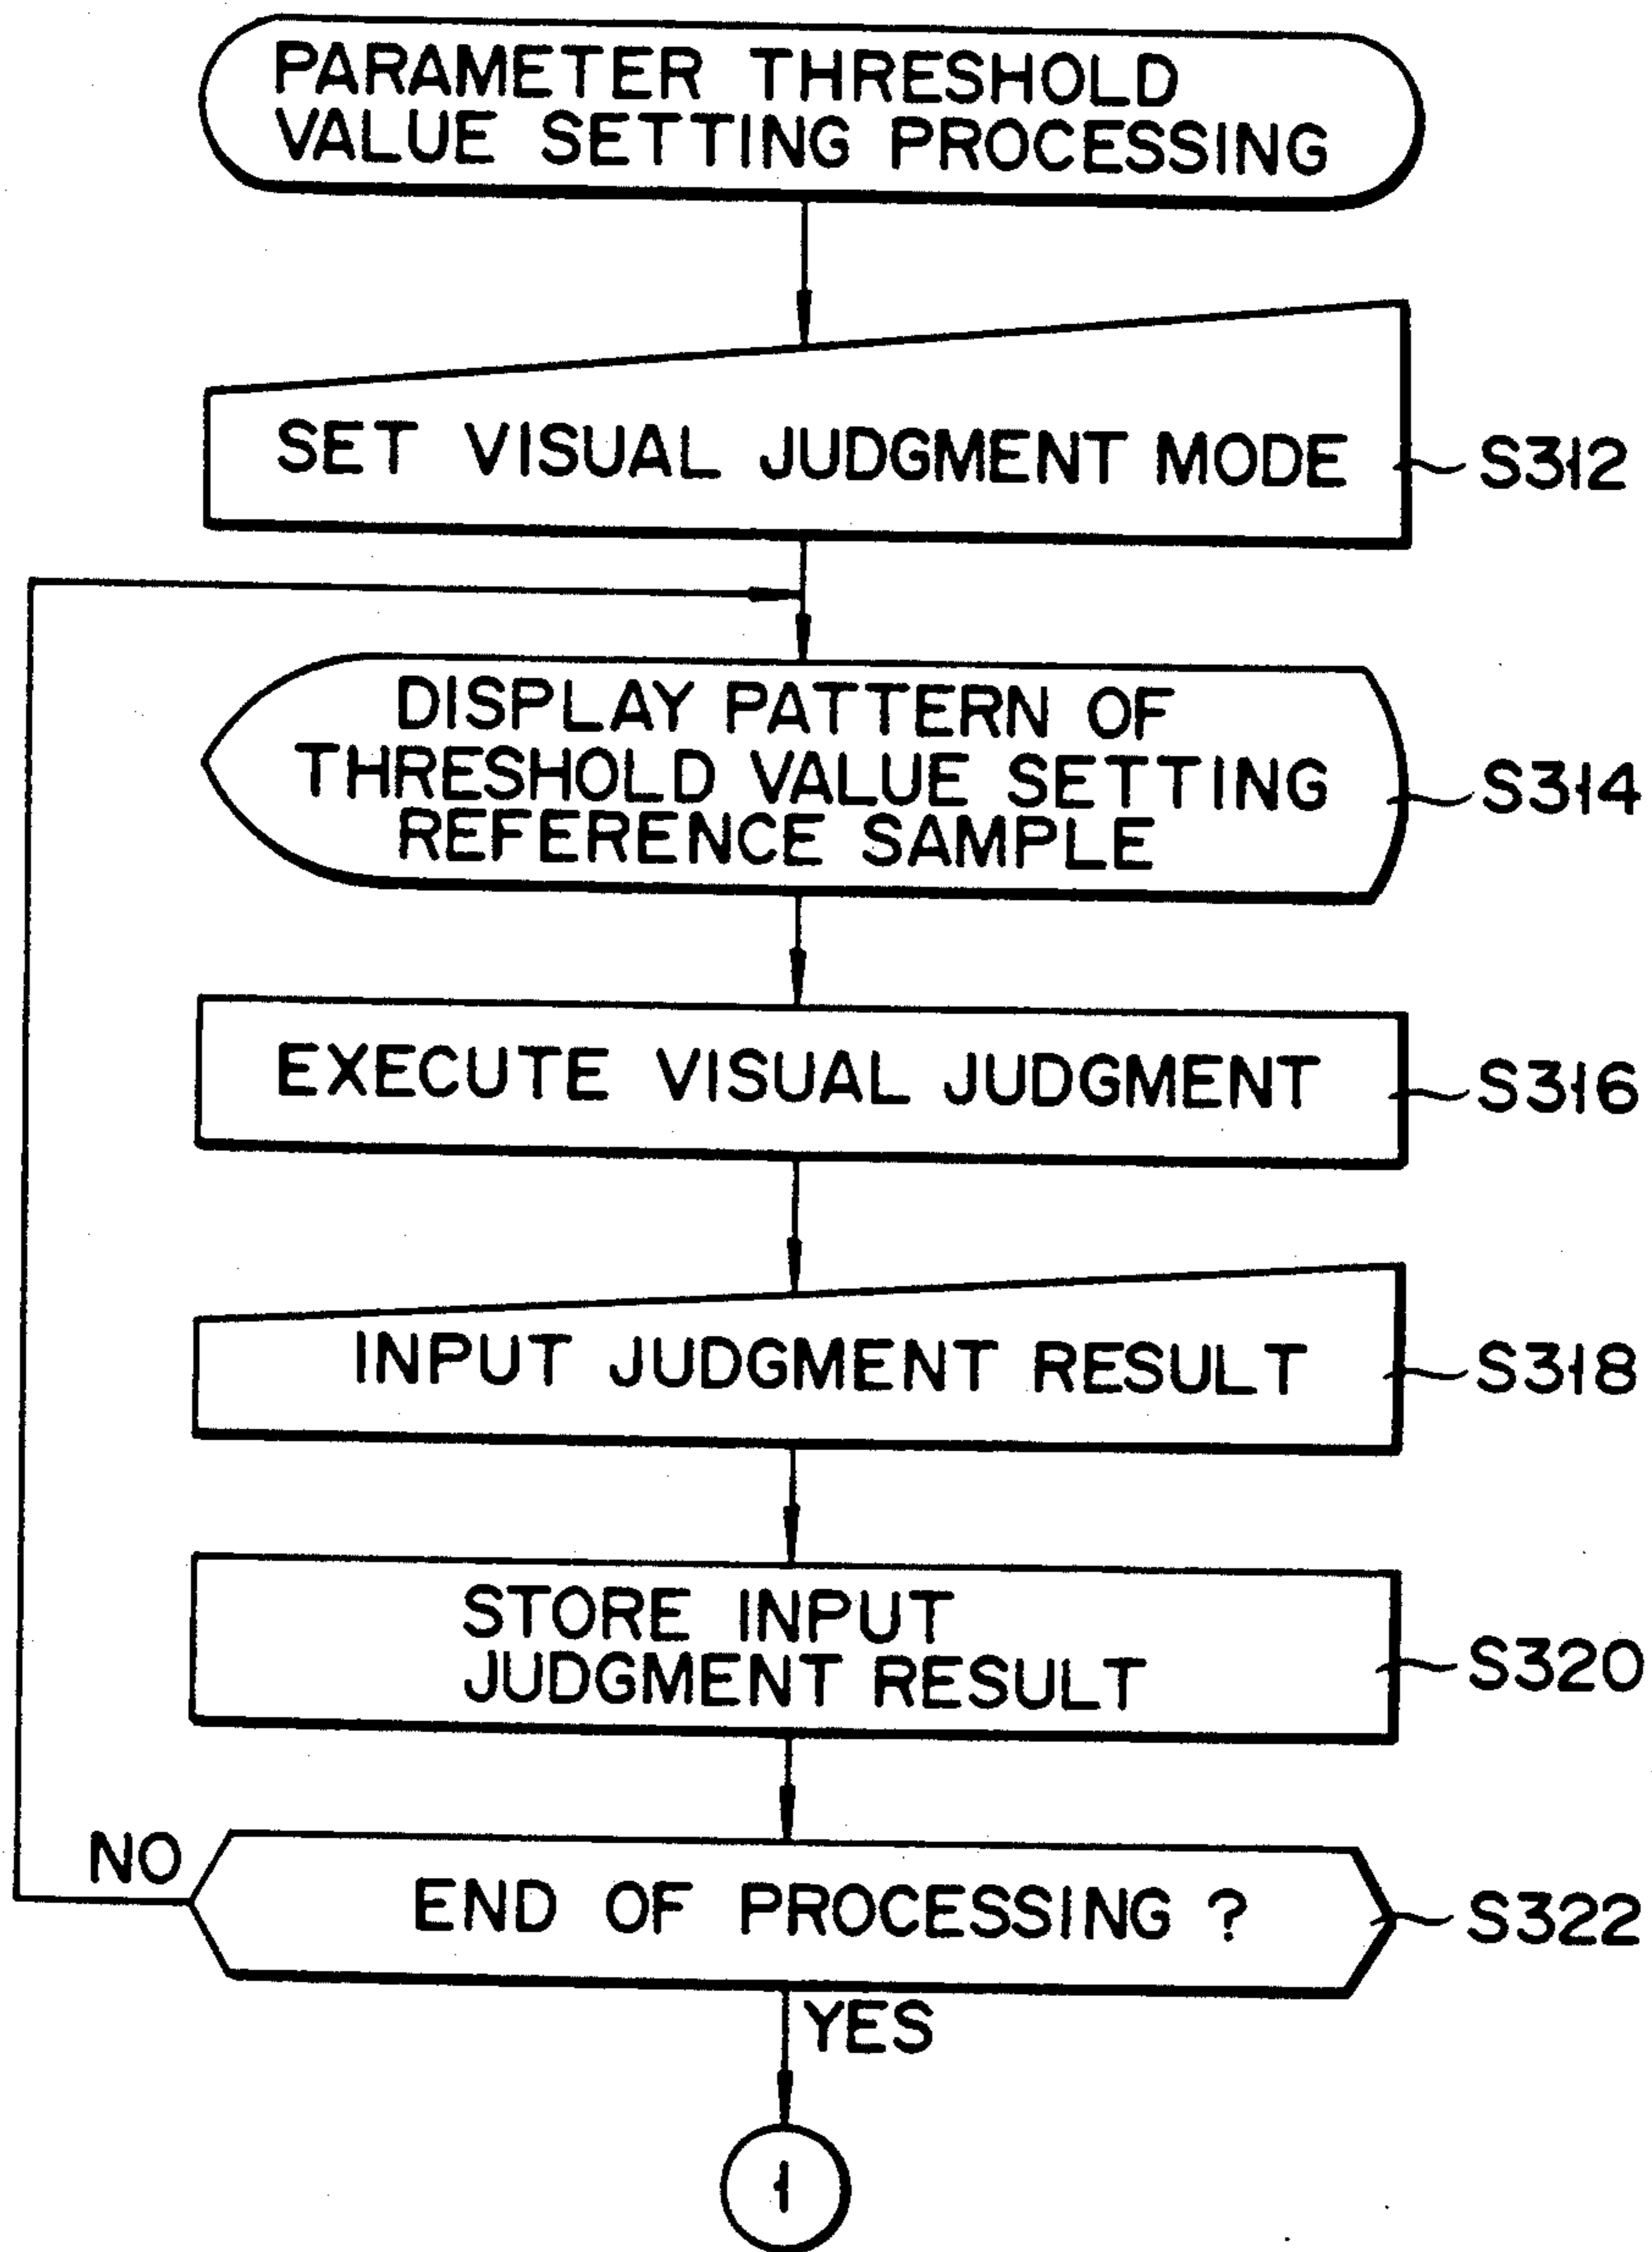 PARAMETER THRESHOLD
VALUE SETTING PROCESSING
SET VISUAL JUDGMENT MODE
S312
DISPLAY PATTERN OF
THRESHOLD VALUE SETTING
REFERENCE SAMPLE
S314
EXECUTE VISUAL JUDGMENT
S316
INPUT JUDGMENT RESULT
S318
STORE INPUT
JUDGMENT RESULT
S320
NO
END OF PROCESSING ?
S322
YES
1